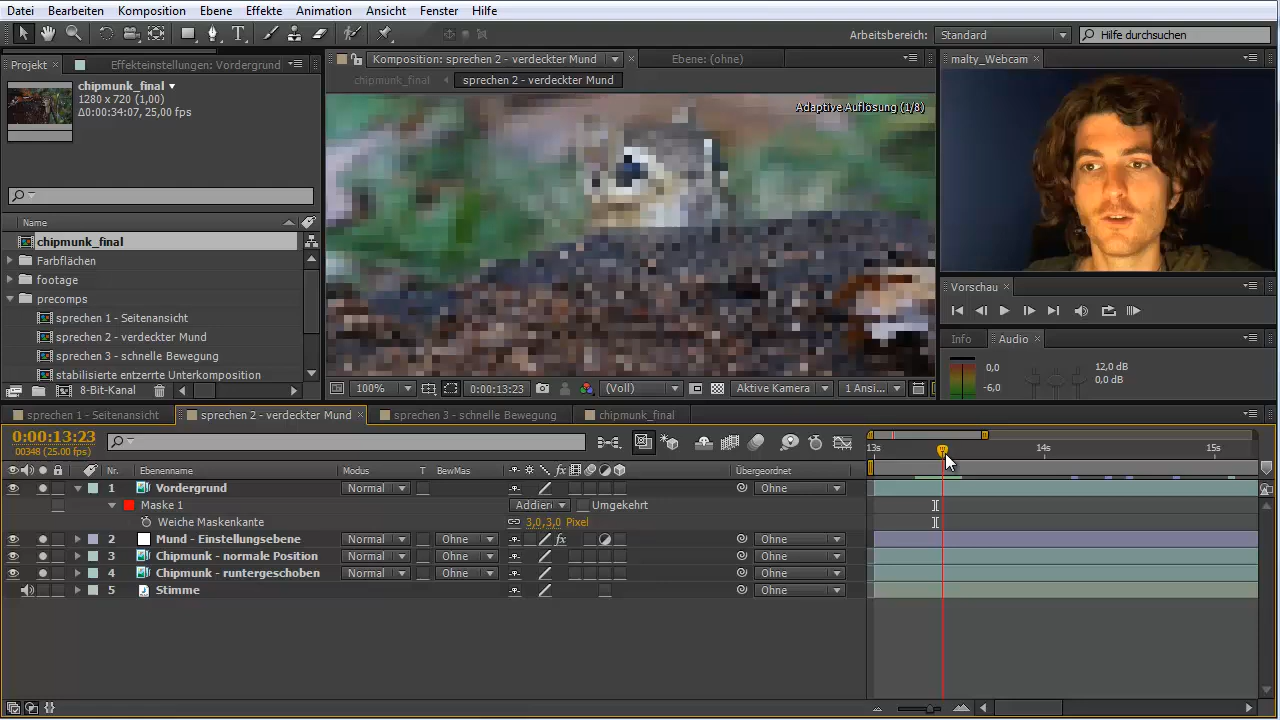 Datei Bearbeiten Komposition Ebene Effekte Animation Ansicht Fenster Hilfe
Arbeitsbereich: Standard Hilfe durchsuchen
Projekt Effekteinstellungen: Vordergrund
chipmunk_final
1280 x 720 (1,00)
Δ0:00:34:07, 25,00 fps
Name
chipmunk_final
Farbflächen
footage
precomps
sprechen 1 - Seitenansicht
sprechen 2 - verdeckter Mund
sprechen 3 - schnelle Bewegung
stabilisierte entzerrte Unterkomposition
8-Bit-Kanal
Komposition: sprechen 2 - verdeckter Mund Ebene: (ohne)
chipmunk_final sprechen 2 - verdeckter Mund
Adaptive Auflösung (1/8)
100% 0:00:13:23 (Voll) Aktive Kamera 1 Ansi...
malty_Webcam
Vorschau
Info Audio
0,0 12,0 dB
-6,0 0,0 dB
sprechen 1 - Seitenansicht sprechen 2 - verdeckter Mund sprechen 3 - schnelle Bewegung chipmunk_final
0:00:13:23
00348 (25.00 fps)
13s 14s 15s
Nr. Ebenenname Modus T BewMas fx Übergeordnet
1 Vordergrund Normal Ohne
Maske 1 Addier Umgekehrt
Weiche Maskenkante 3,0,3,0 Pixel
2 Mund - Einstellungsebene Normal Ohne fx Ohne
3 Chipmunk - normale Position Normal Ohne Ohne
4 Chipmunk - runtergeschoben Normal Ohne Ohne
5 Stimme Ohne